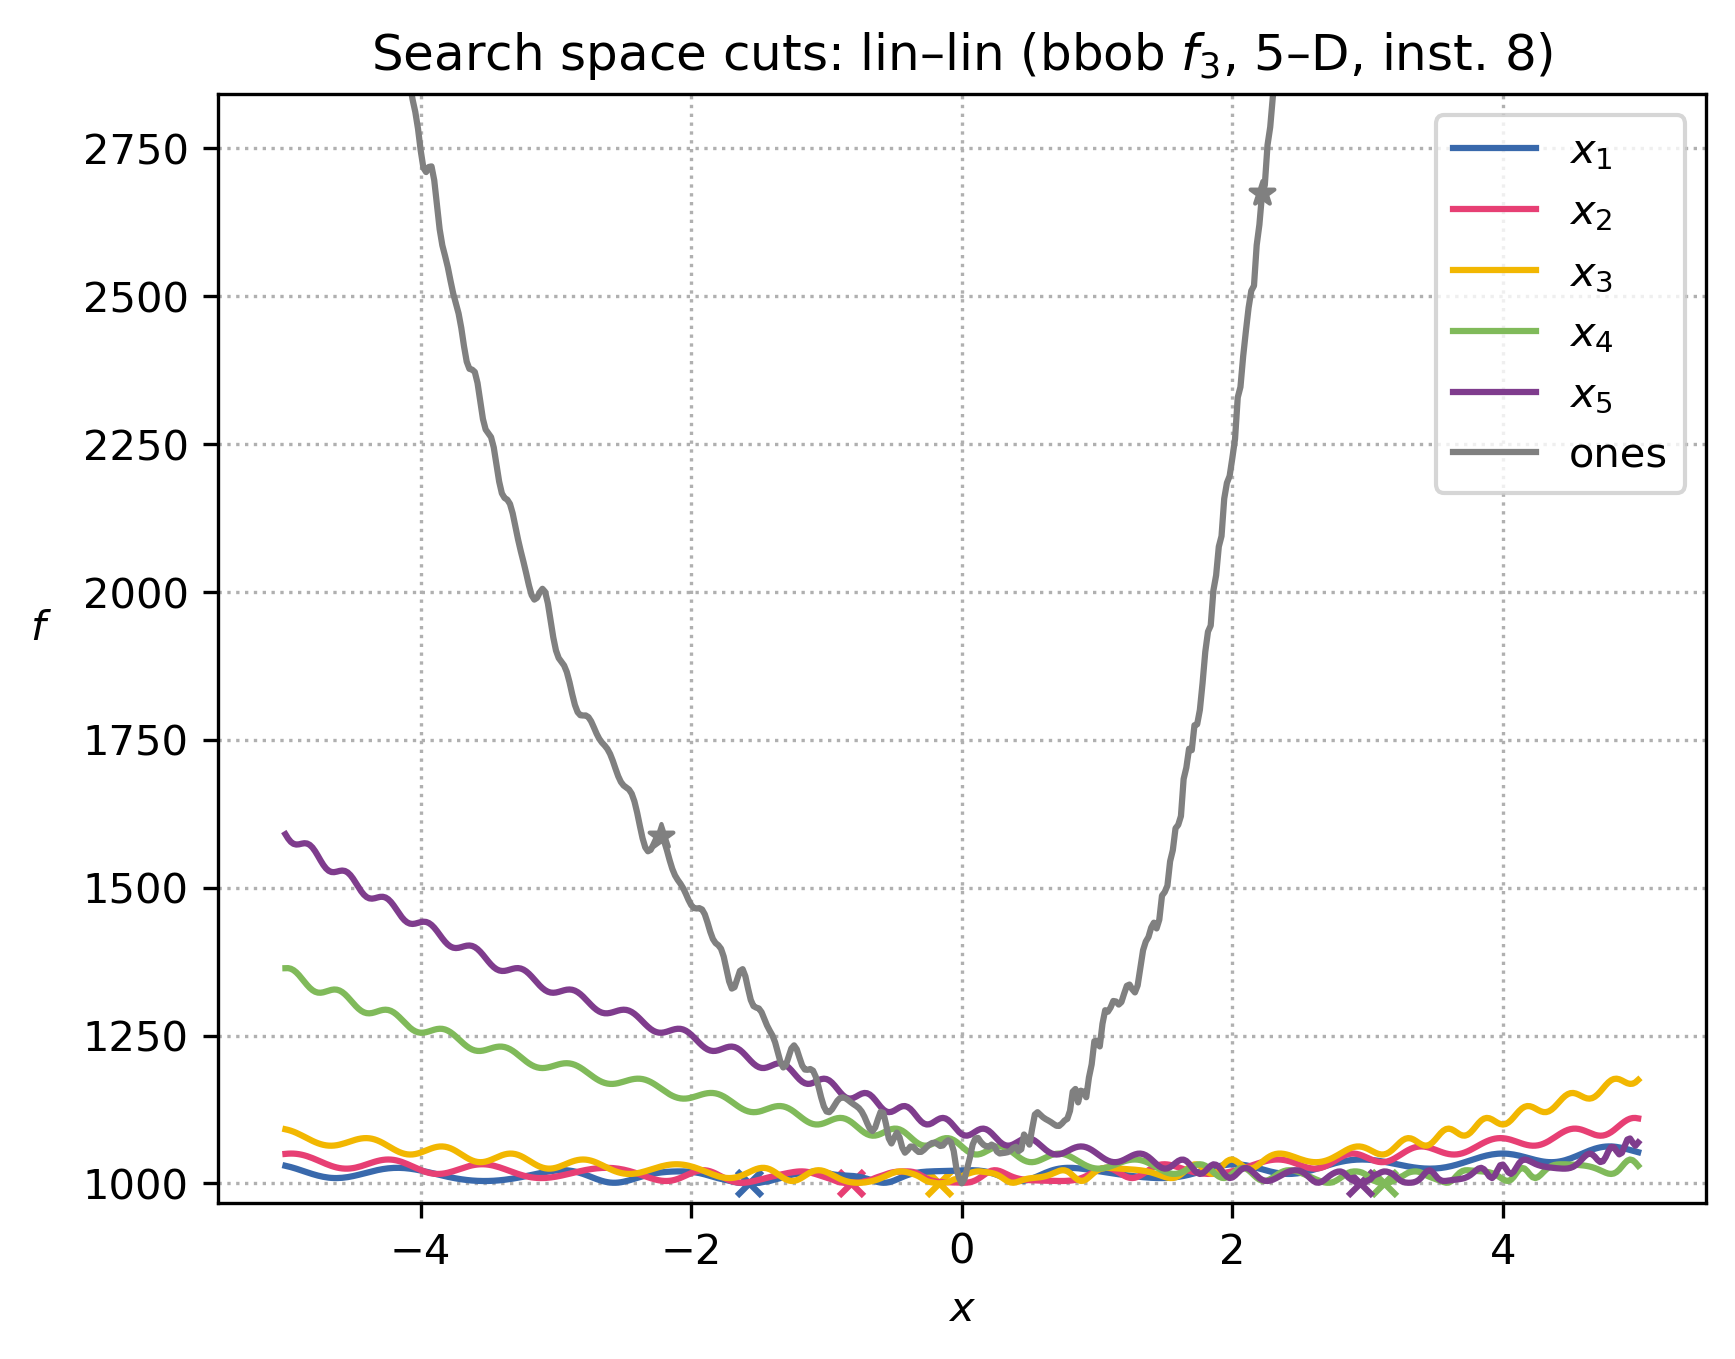 Search space cuts: lin–lin (bbob f₃, 5–D, inst. 8)
2750
2500
2250
2000
1750
1500
1250
1000
f
−4
−2
0
2
4
x
x₁
x₂
x₃
x₄
x₅
ones